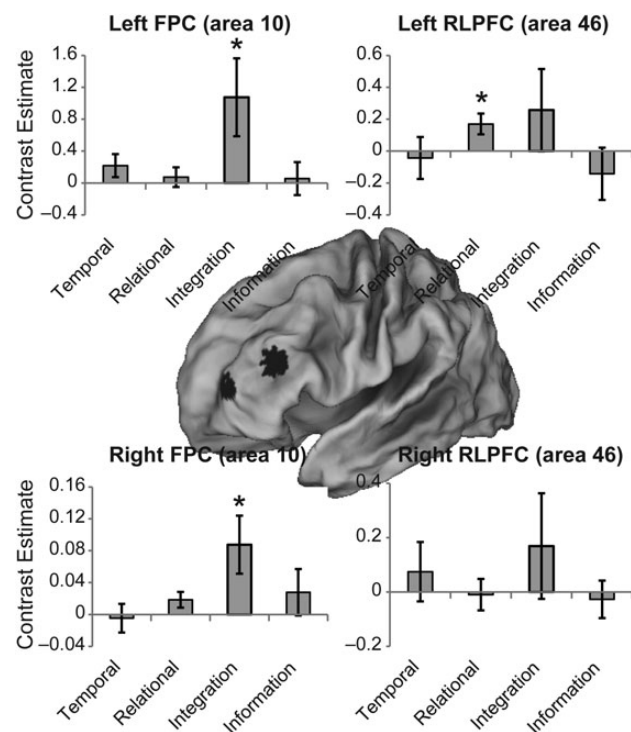 Left FPC (area 10)
Left RLPFC (area 46)
Contrast Estimate
1.6
1.2
0.8
0.4
0
–0.4
*
Temporal
Relational
Integration
Information
0.6
0.4
0.2
0
–0.2
–0.4
*
Temporal
Relational
Integration
Information
Right FPC (area 10)
Right RLPFC (area 46)
Contrast Estimate
0.16
0.12
0.08
0.04
0
–0.04
*
Temporal
Relational
Integration
Information
0.4
0.2
0
–0.2
Temporal
Relational
Integration
Information